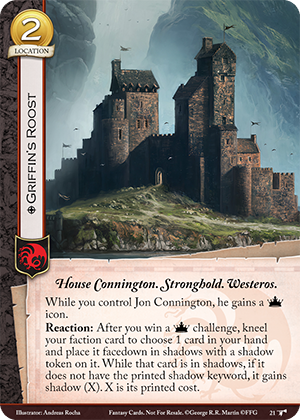 2
LOCATION
GRIFFIN'S ROOST
House Connington. Stronghold. Westeros.
While you control Jon Connington, he gains a
icon.
Reaction: After you win a challenge, kneel
your faction card to choose 1 card in your hand
and place it facedown in shadows with a shadow
token on it. While that card is in shadows, if it
does not have the printed shadow keyword, it gains
shadow (X). X is its printed cost.
Illustrator: Andreas Rocha
Fantasy Cards. Not For Resale. ©George R.R. Martin ©FFG
21